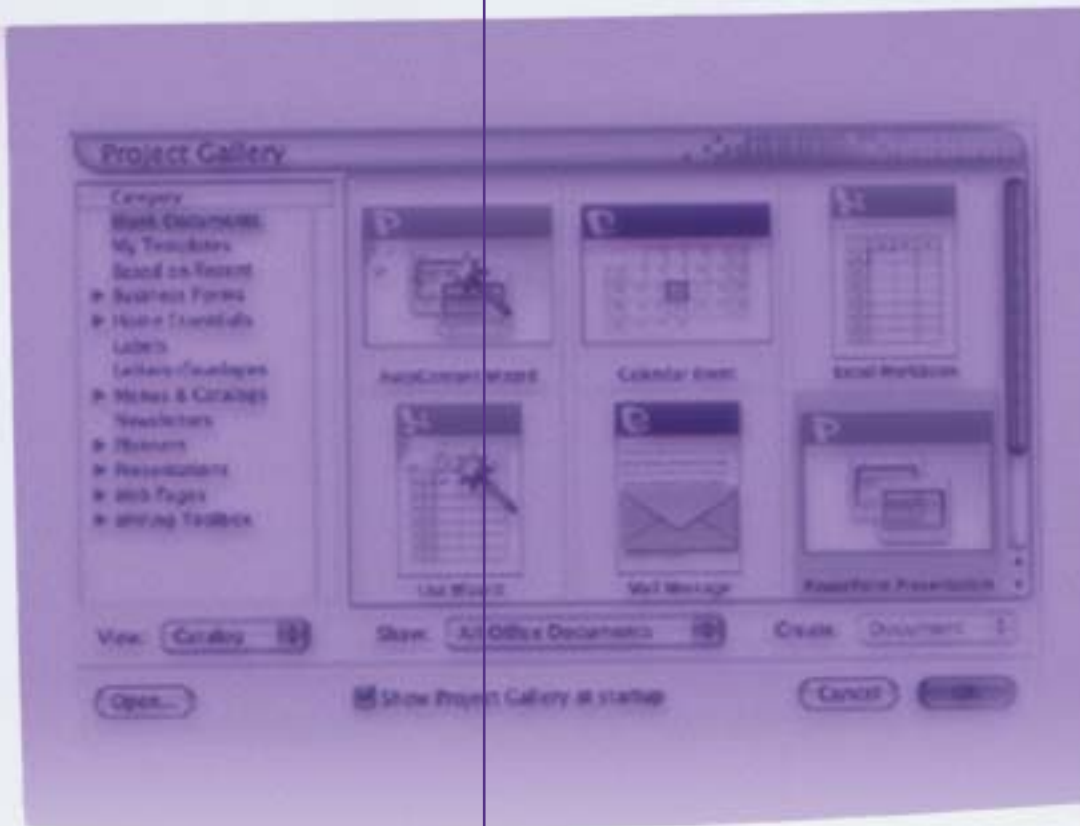 Project Gallery
Category
Blank Documents
My Templates
Based on Recent
Business Forms
Home Essentials
Labels
Letters-Envelopes
Menus & Catalogs
Newsletters
Planners
Presentations
Web Pages
Writing Toolbox
AutoContent Wizard
Calendar Event
Excel Workbook
List Wizard
Mail Message
PowerPoint Presentation
View: Catalog
Show: All Office Documents
Create: Document
Open...
Show Project Gallery at startup
Cancel
OK